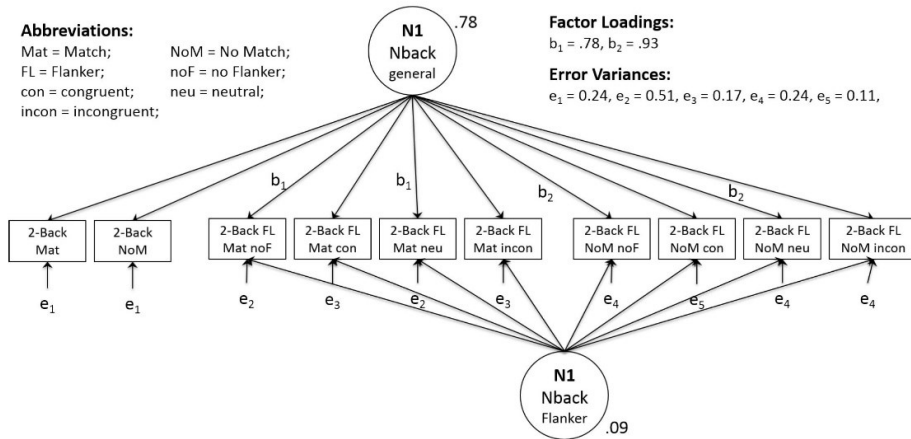 Abbreviations:
Mat = Match;
NoM = No Match;
FL = Flanker;
noF = no Flanker;
con = congruent;
neu = neutral;
incon = incongruent;
N1
Nback
general
.78
Factor Loadings:
b₁ = .78, b₂ = .93
Error Variances:
e₁ = 0.24, e₂ = 0.51, e₃ = 0.17, e₄ = 0.24, e₅ = 0.11,
b₁
b₁
b₂
b₂
2-Back
Mat
2-Back
NoM
2-Back FL
Mat noF
2-Back FL
Mat con
2-Back FL
Mat neu
2-Back FL
Mat incon
2-Back FL
NoM noF
2-Back FL
NoM con
2-Back FL
NoM neu
2-Back FL
NoM incon
e₁
e₁
e₂
e₃
e₂
e₃
e₄
e₅
e₄
e₄
N1
Nback
Flanker
.09